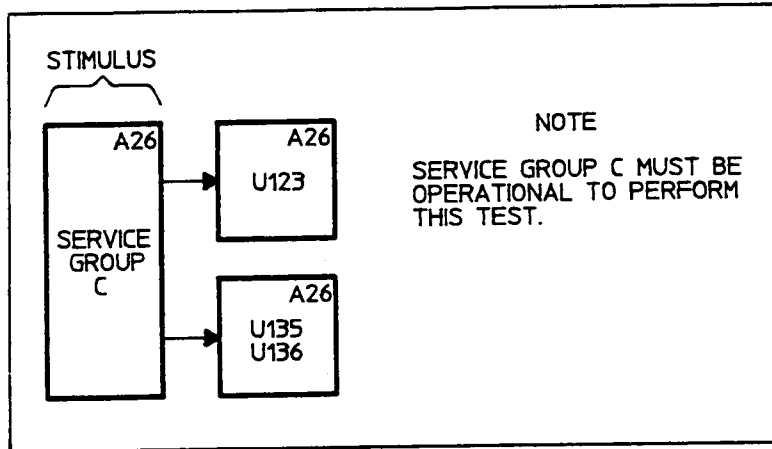 STIMULUS
A26
SERVICE
GROUP
C
A26
U123
A26
U135
U136
NOTE
SERVICE GROUP C MUST BE
OPERATIONAL TO PERFORM
THIS TEST.